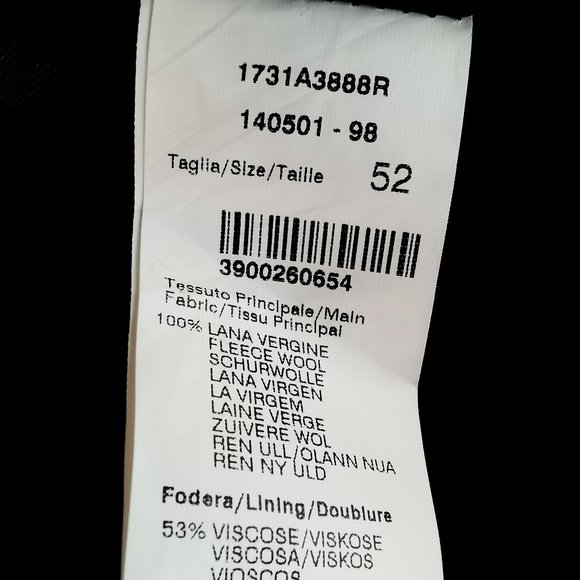 1731A3888R
140501 - 98
Taglia/Size/Taille 52
3900260654
Tessuto Principale/Main
Fabric/Tissu Principal
100% LANA VERGINE
FLEECE WOOL
SCHURWOLLE
LANA VIRGEN
LA VIRGEM
LAINE VERGE
ZUIVERE WOL
REN ULL/OLANN NUA
REN NY ULD
Fodera/Lining/Doublure
53% VISCOSE/VISKOSE
VISCOSA/VISKOS
VIOSCOS